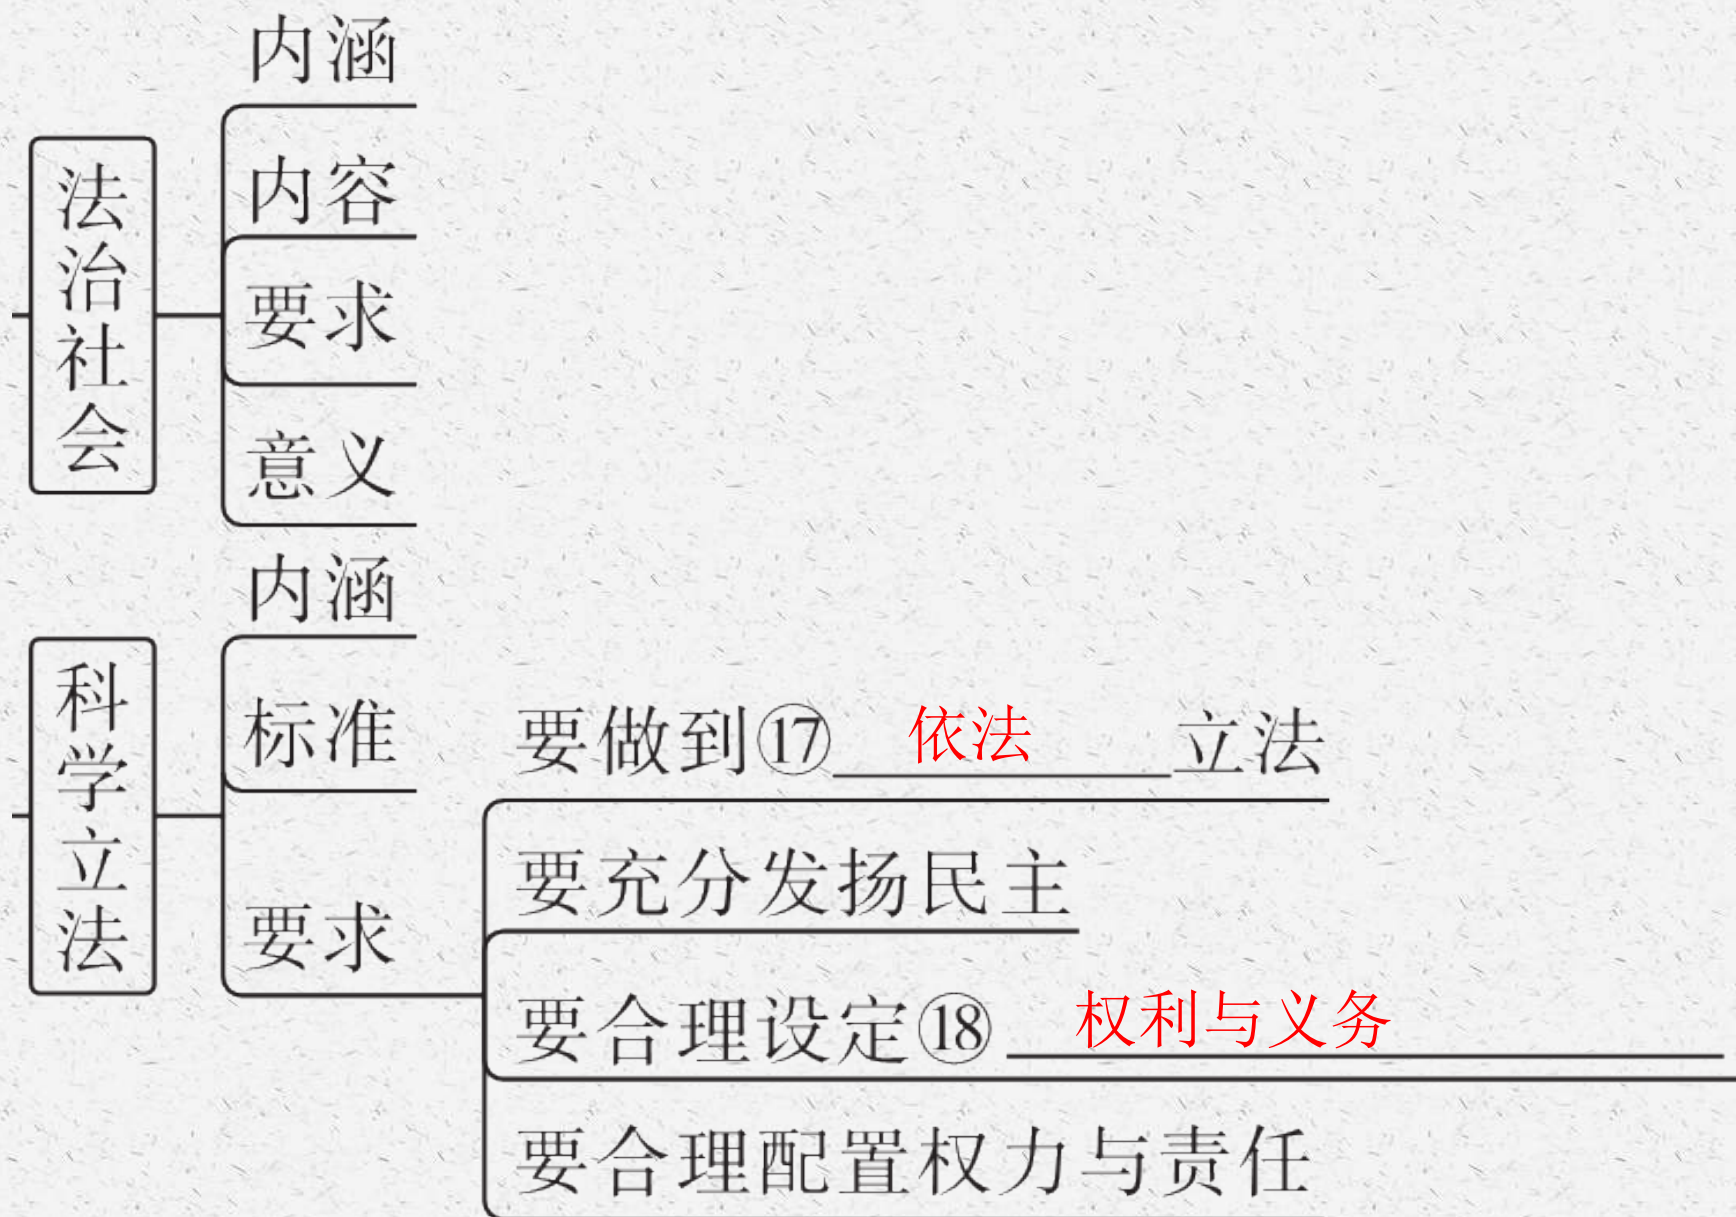 法治社会
内涵
内容
要求
意义
科学立法
内涵
标准
要求
要做到⑰依法立法
要充分发扬民主
要合理设定⑱权利与义务
要合理配置权力与责任